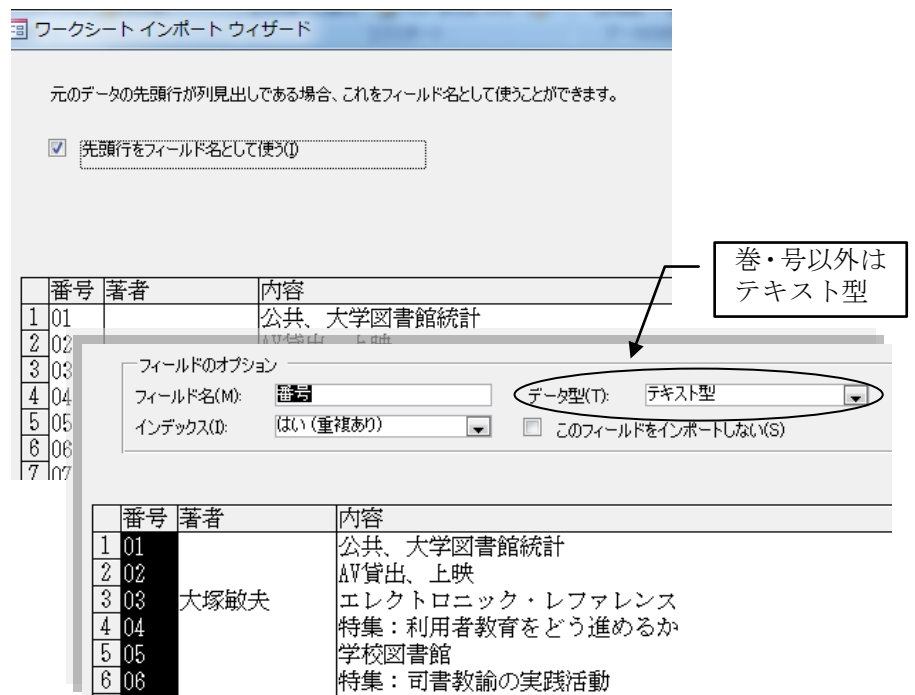 ワークシート インポート ウィザード
元のデータの先頭行が列見出しである場合、これをフィールド名として使うことができます。
先頭行をフィールド名として使う(I)
巻・号以外は
テキスト型
番号 著者 内容
1 01 公共、大学図書館統計
2 02 AV貸出、上映
3 03
4 04
5 05
6 06
7 07
フィールドのオプション
フィールド名(M): 番号 データ型(T): テキスト型
インデックス(I): はい (重複あり) このフィールドをインポートしない(S)
番号 著者 内容
1 01 公共、大学図書館統計
2 02 AV貸出、上映
3 03 大塚敏夫 エレクトロニック・レファレンス
4 04 特集：利用者教育をどう進めるか
5 05 学校図書館
6 06 特集：司書教諭の実践活動